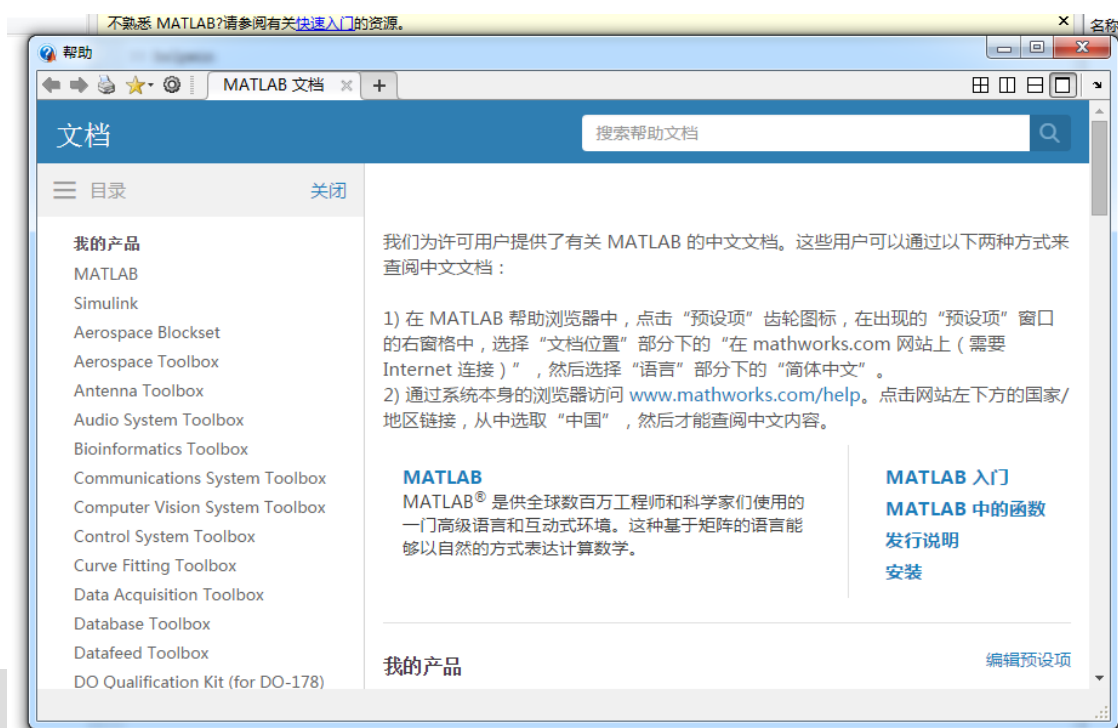 不熟悉 MATLAB?请参阅有关快速入门的资源。
名称
帮助
MATLAB 文档
文档
搜索帮助文档
目录
关闭
我的产品
MATLAB
Simulink
Aerospace Blockset
Aerospace Toolbox
Antenna Toolbox
Audio System Toolbox
Bioinformatics Toolbox
Communications System Toolbox
Computer Vision System Toolbox
Control System Toolbox
Curve Fitting Toolbox
Data Acquisition Toolbox
Database Toolbox
Datafeed Toolbox
DO Qualification Kit (for DO-178)
我们为许可用户提供了有关 MATLAB 的中文文档。这些用户可以通过以下两种方式来
查阅中文文档：
1) 在 MATLAB 帮助浏览器中，点击“预设项”齿轮图标，在出现的“预设项”窗口
的右窗格中，选择“文档位置”部分下的“在 mathworks.com 网站上（需要
Internet 连接）”，然后选择“语言”部分下的“简体中文”。
2) 通过系统本身的浏览器访问 www.mathworks.com/help。点击网站左下方的国家/
地区链接，从中选取“中国”，然后才能查阅中文内容。
MATLAB
MATLAB® 是供全球数百万工程师和科学家们使用的
一门高级语言和互动式环境。这种基于矩阵的语言能
够以自然的方式表达计算数学。
MATLAB 入门
MATLAB 中的函数
发行说明
安装
我的产品
编辑预设项